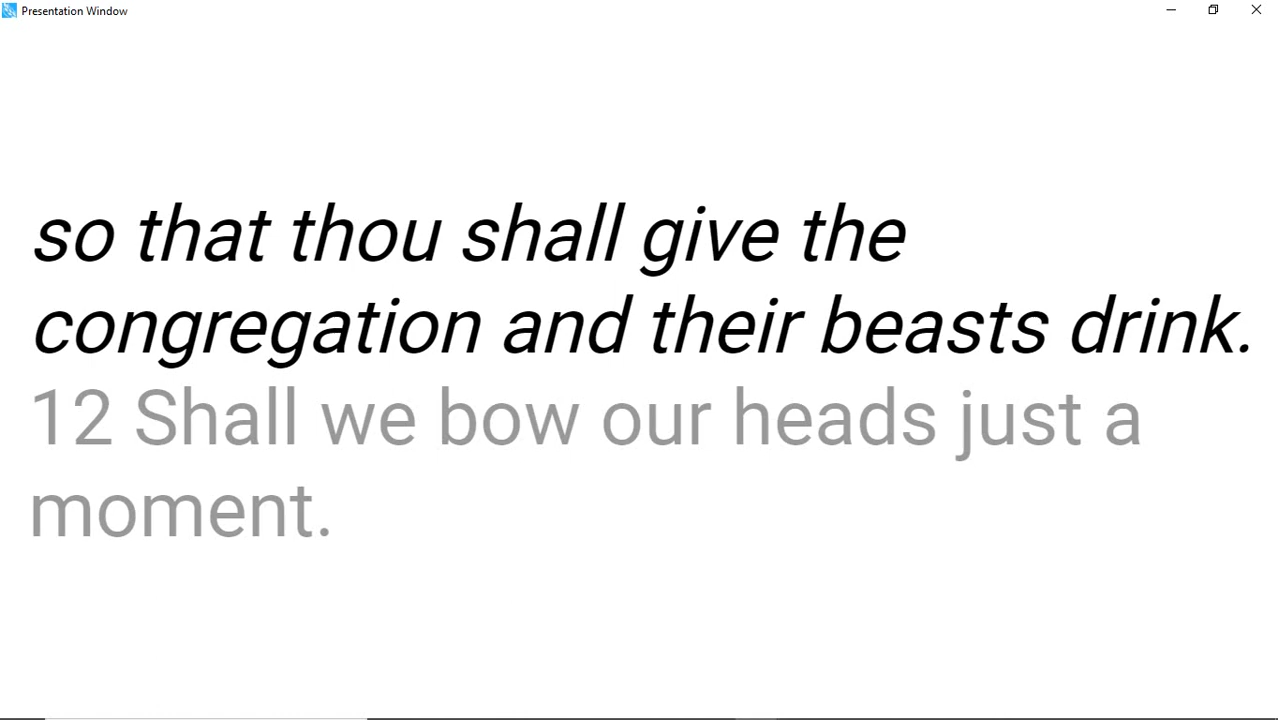 Presentation Window
so that thou shall give the
congregation and their beasts drink.
12 Shall we bow our heads just a
moment.